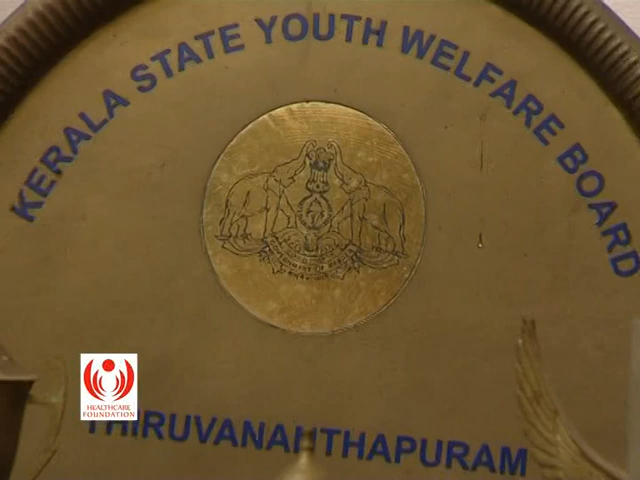 KERALA STATE YOUTH WELFARE BOARD
HEALTHCARE
FOUNDATION
THIRUVANANTHAPURAM